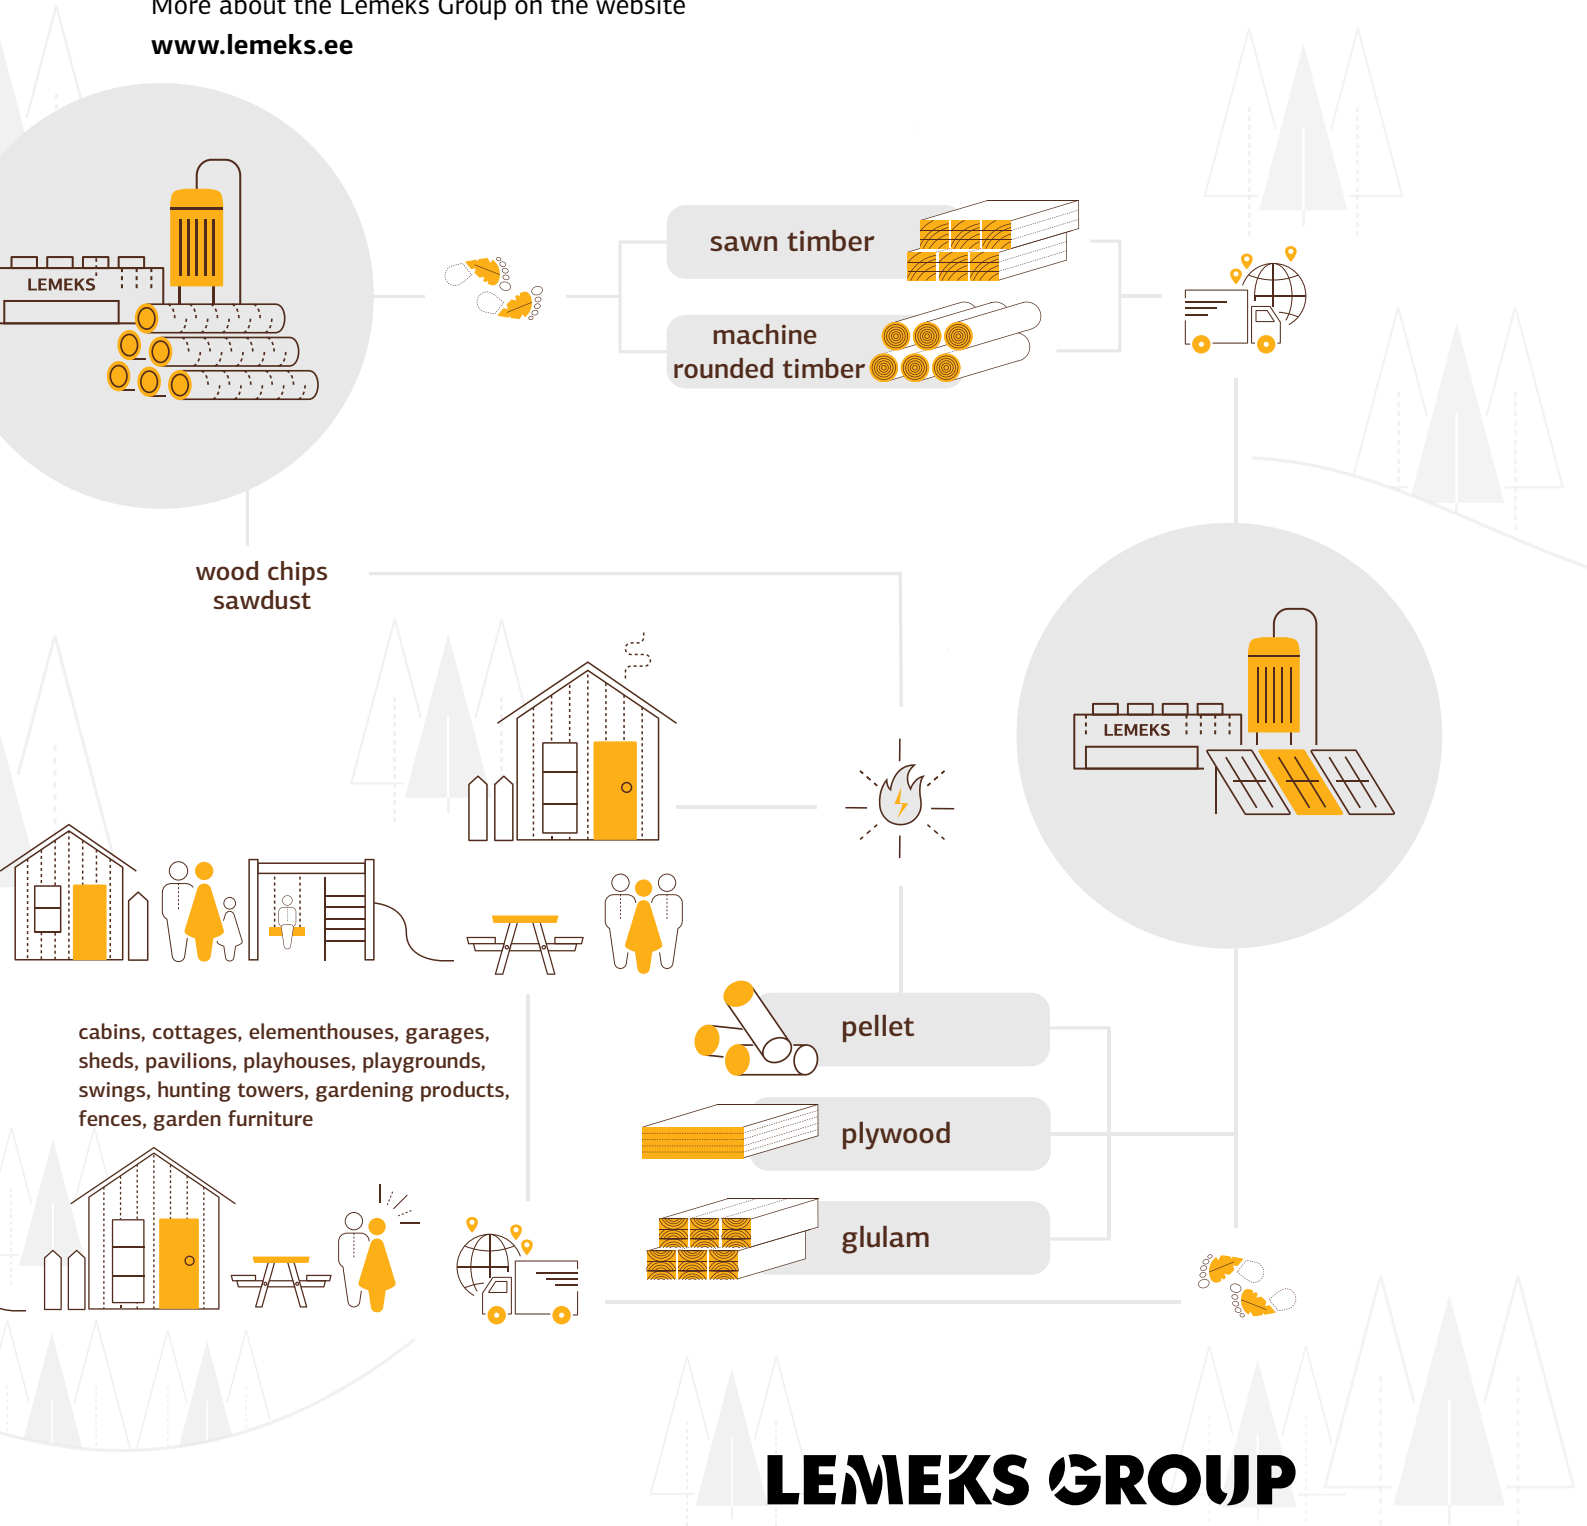 More about the Lemeks Group on the website
www.lemeks.ee
sawn timber
LEMEKS
machine
rounded timber
wood chips
sawdust
LEMEKS
cabins, cottages, elementhouses, garages,
sheds, pavilions, playhouses, playgrounds,
swings, hunting towers, gardening products,
fences, garden furniture
pellet
plywood
glulam
LEMEKS GROUP